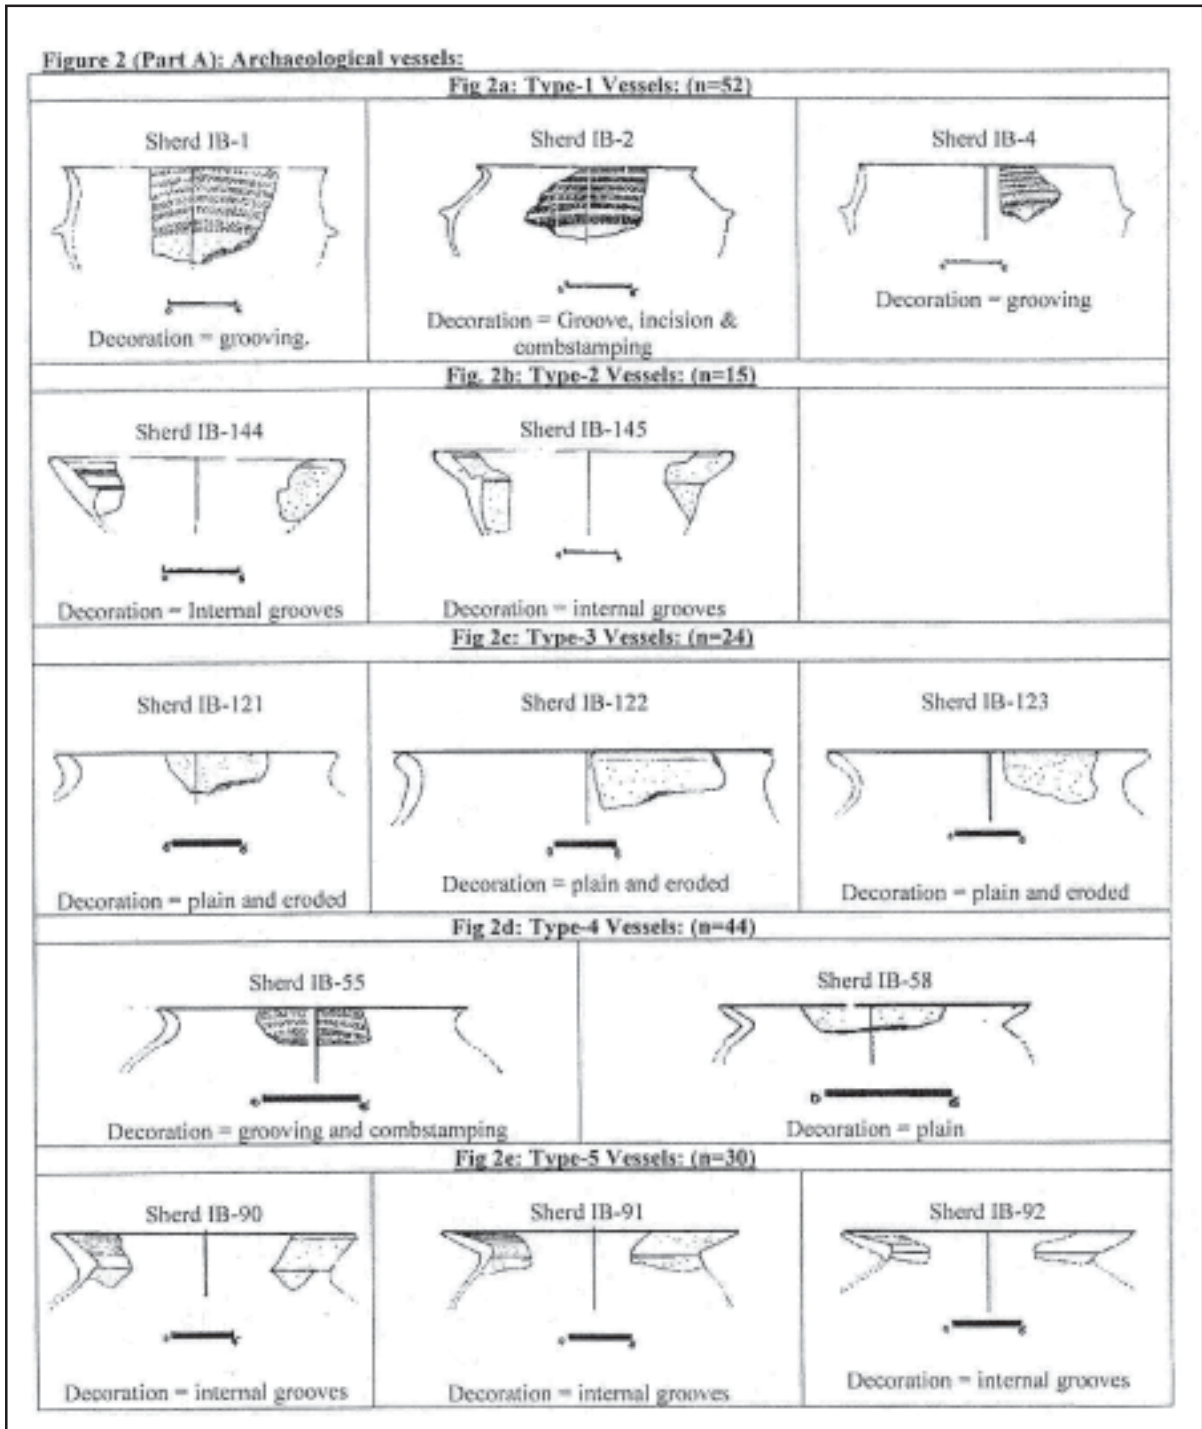 Figure 2 (Part A): Archaeological vessels:
Fig 2a: Type-1 Vessels: (n=52)
Sherd IB-1
Sherd IB-2
Sherd IB-4
Decoration = grooving.
Decoration = Groove, incision &
combstamping
Decoration = grooving
Fig. 2b: Type-2 Vessels: (n=15)
Sherd IB-144
Sherd IB-145
Decoration = Internal grooves
Decoration = internal grooves
Fig 2c: Type-3 Vessels: (n=24)
Sherd IB-121
Sherd IB-122
Sherd IB-123
Decoration = plain and eroded
Decoration = plain and eroded
Decoration = plain and eroded
Fig 2d: Type-4 Vessels: (n=44)
Sherd IB-55
Sherd IB-58
Decoration = grooving and combstamping
Decoration = plain
Fig 2e: Type-5 Vessels: (n=30)
Sherd IB-90
Sherd IB-91
Sherd IB-92
Decoration = internal grooves
Decoration = internal grooves
Decoration = internal grooves